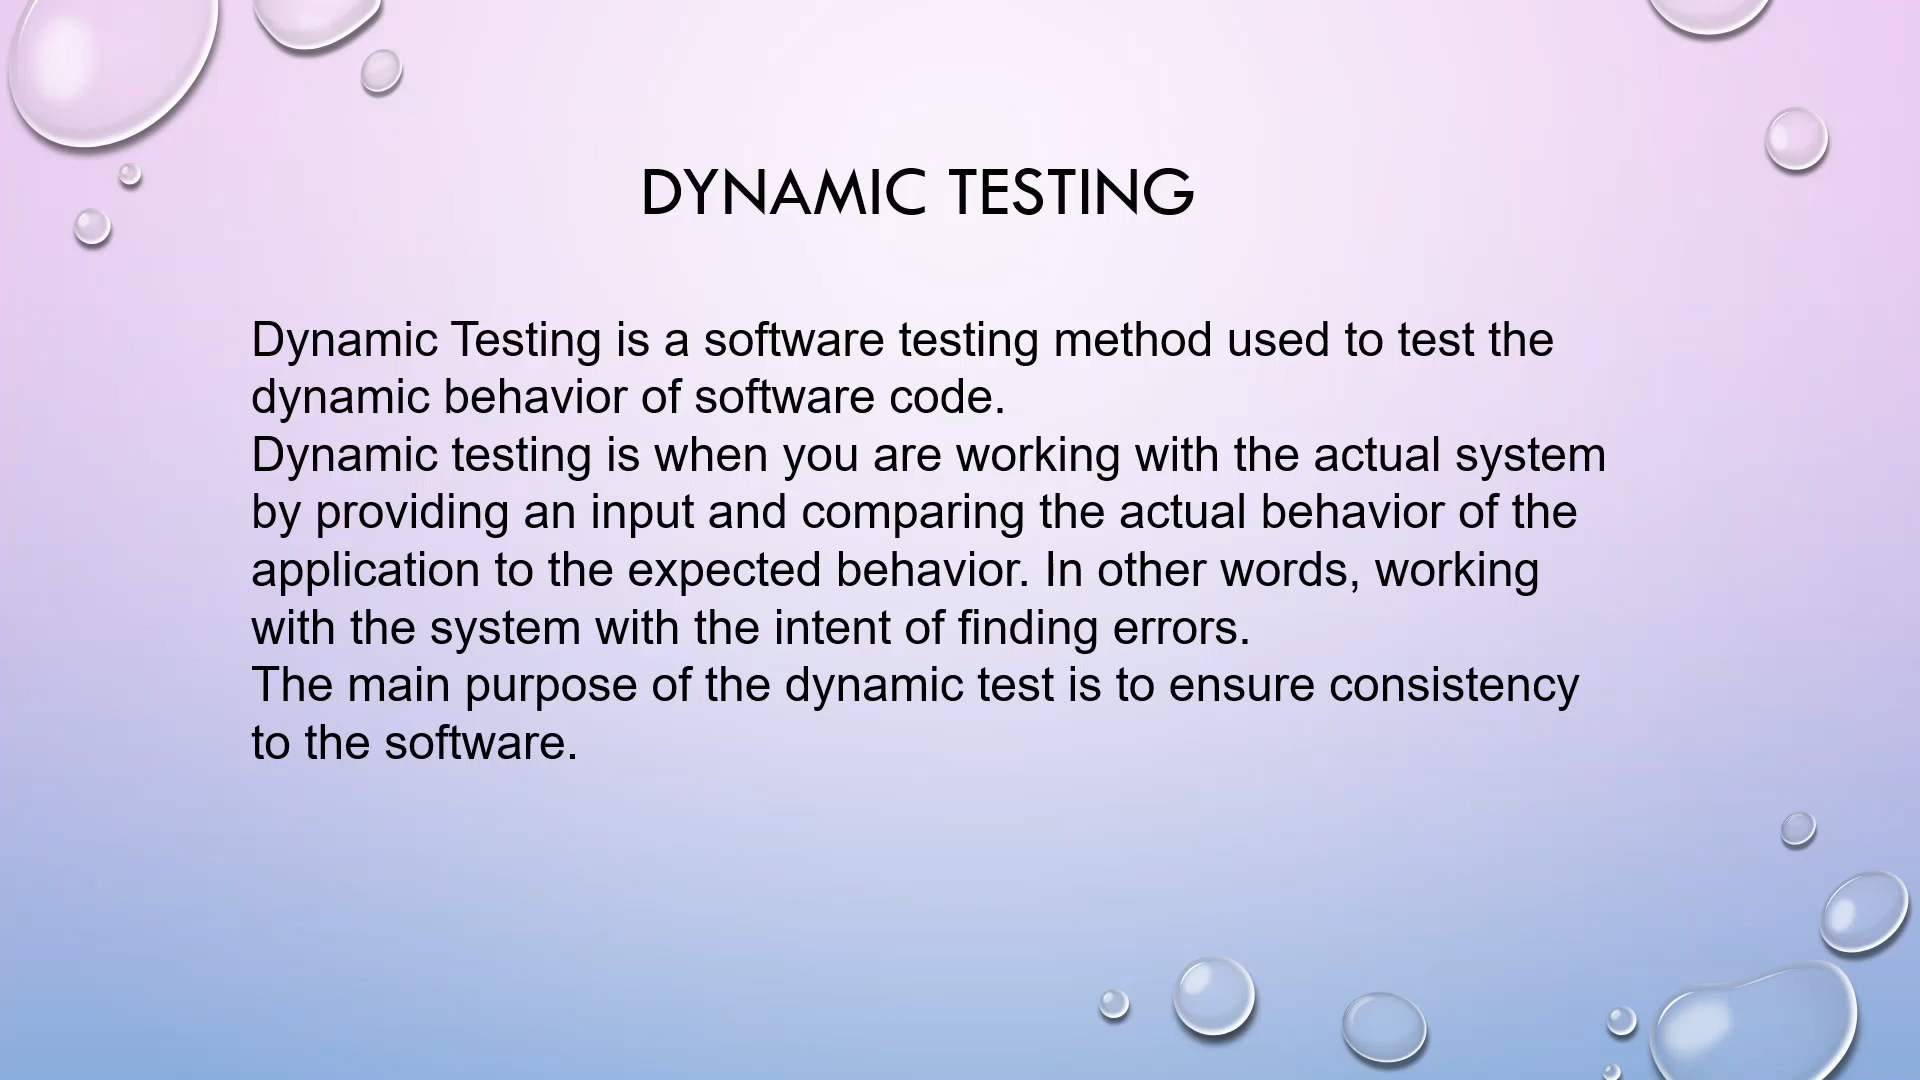 DYNAMIC TESTING
Dynamic Testing is a software testing method used to test the
dynamic behavior of software code.
Dynamic testing is when you are working with the actual system
by providing an input and comparing the actual behavior of the
application to the expected behavior. In other words, working
with the system with the intent of finding errors.
The main purpose of the dynamic test is to ensure consistency
to the software.